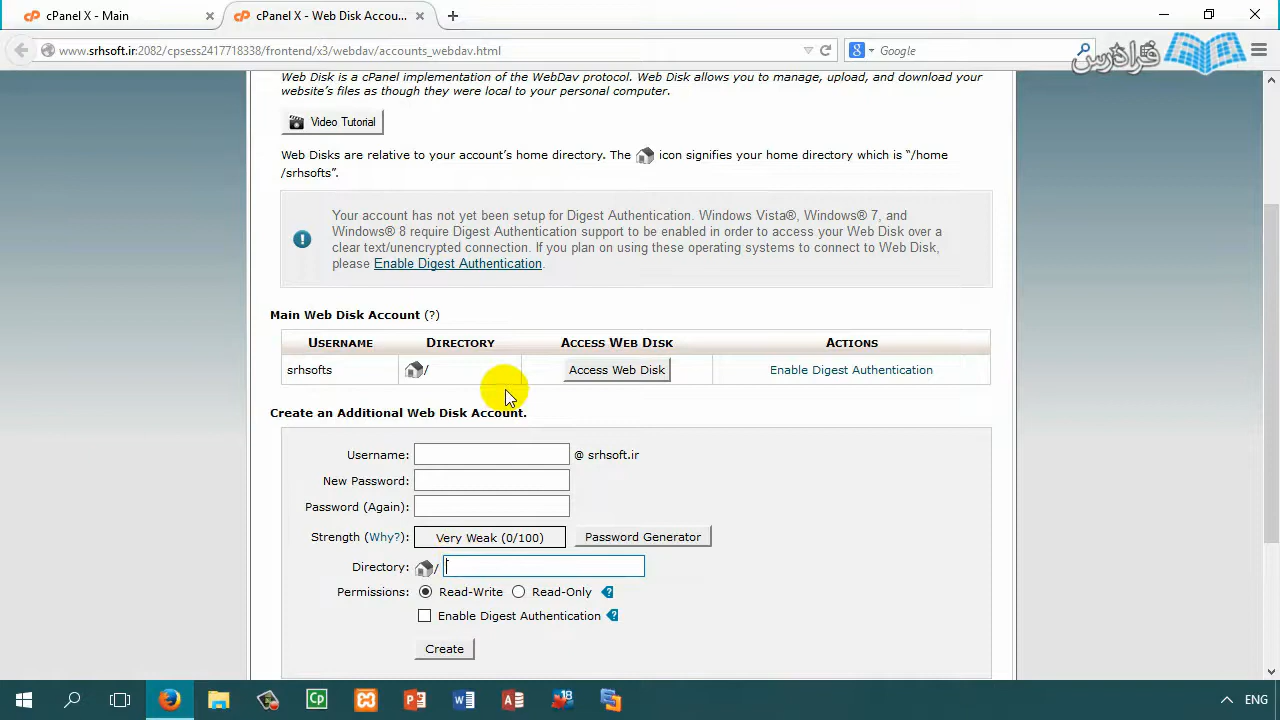 cPanel X - Main
cPanel X - Web Disk Accou...
www.srhsoft.ir:2082/cpsess2417718338/frontend/x3/webdav/accounts_webdav.html
Google
فرادرس
Web Disk is a cPanel implementation of the WebDav protocol. Web Disk allows you to manage, upload, and download your
website's files as though they were local to your personal computer.
Video Tutorial
Web Disks are relative to your account's home directory. The icon signifies your home directory which is "/home
/srhsofts".
Your account has not yet been setup for Digest Authentication. Windows Vista®, Windows® 7, and
Windows® 8 require Digest Authentication support to be enabled in order to access your Web Disk over a
clear text/unencrypted connection. If you plan on using these operating systems to connect to Web Disk,
please Enable Digest Authentication.
Main Web Disk Account (?)
USERNAME DIRECTORY ACCESS WEB DISK ACTIONS
srhsofts / Access Web Disk Enable Digest Authentication
Create an Additional Web Disk Account.
Username: @ srhsoft.ir
New Password:
Password (Again):
Strength (Why?): Very Weak (0/100) Password Generator
Directory: /
Permissions: Read-Write Read-Only
Enable Digest Authentication
Create
ENG